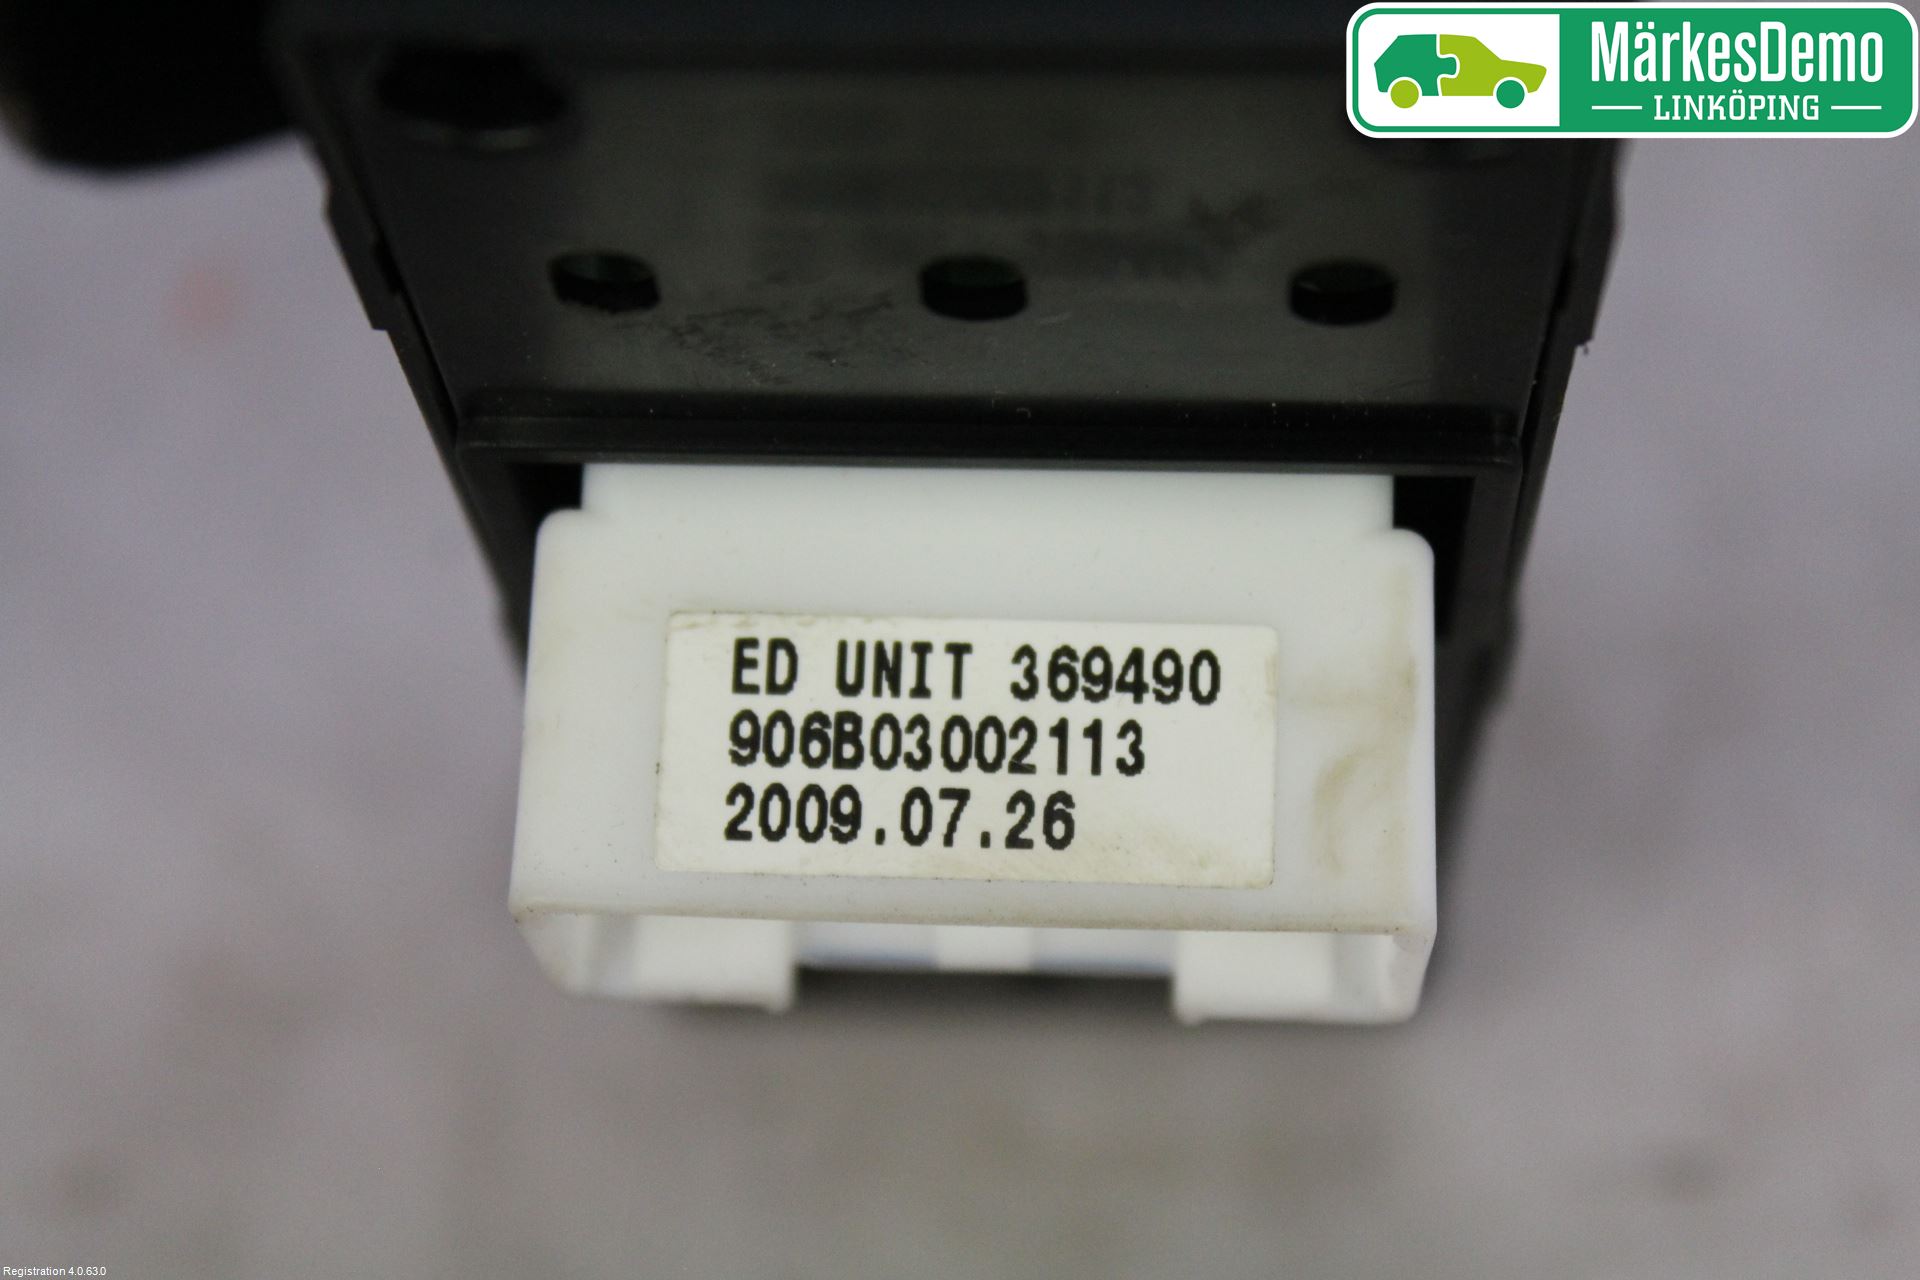 MärkesDemo
LINKÖPING
ED UNIT 369490
906B03002113
2009.07.26
Registration 4.0.63.0